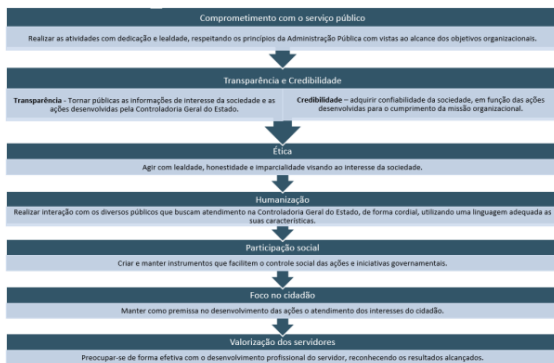 Comprometimento com o serviço público
Realizar as atividades com dedicação e lealdade, respeitando os princípios da Administração Pública com vistas ao alcance dos objetivos organizacionais.
Transparência e Credibilidade
Transparência - Tornar públicas as informações de interesse da sociedade e as
ações desenvolvidas pela Controladoria Geral do Estado.
Credibilidade – adquirir confiabilidade da sociedade, em função das ações
desenvolvidas para o cumprimento da missão organizacional.
Ética
Agir com lealdade, honestidade e imparcialidade visando ao interesse da sociedade.
Humanização
Realizar interação com os diversos públicos que buscam atendimento na Controladoria Geral do Estado, de forma cordial, utilizando uma linguagem adequada as
suas características.
Participação social
Criar e manter instrumentos que facilitem o controle social das ações e iniciativas governamentais.
Foco no cidadão
Manter como premissa no desenvolvimento das ações o atendimento dos interesses do cidadão.
Valorização dos servidores
Preocupar-se de forma efetiva com o desenvolvimento profissional do servidor, reconhecendo os resultados alcançados.